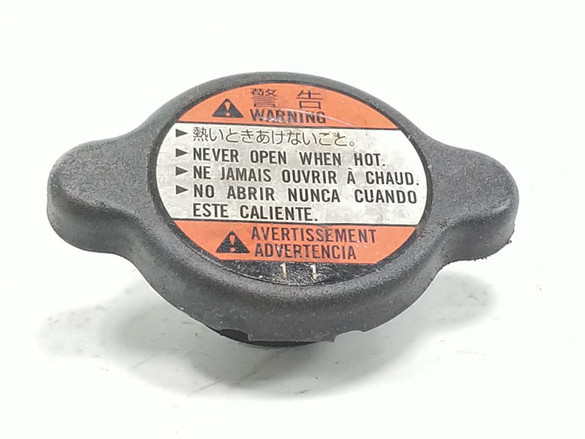 警告
WARNING
▶ 熱いときあけないこと。
▶ NEVER OPEN WHEN HOT.
▶ NE JAMAIS OUVRIR À CHAUD.
▶ NO ABRIR NUNCA CUANDO
ESTE CALIENTE.
AVERTISSEMENT
ADVERTENCIA
1 1